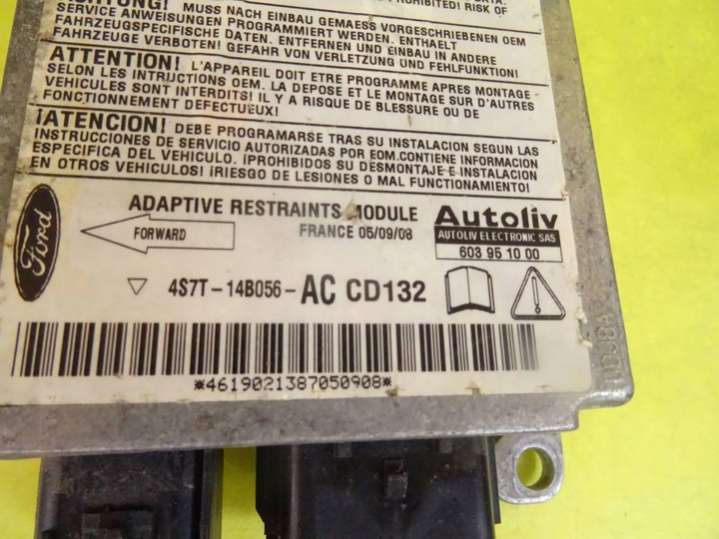 PROHIBITED! RISK OF
ACHTUNG! MUSS NACH EINBAU GEMAESS VORGESCHRIEBENEN OEM
SERVICE ANWEISUNGEN PROGRAMMIERT WERDEN. ENTHAELT
FAHRZEUGSPEZIFISCHE DATEN. ENTFERNEN UND EINBAU IN ANDERE
FAHRZEUGE VERBOTEN! GEFAHR VON VERLETZUNG UND FEHLFUNKTION!
ATTENTION! L'APPAREIL DOIT ETRE PROGRAMME APRES MONTAGE
SELON LES INTRUCTIONS OEM. LA DEPOSE ET LE MONTAGE SUR D'AUTRES
VEHICULES SONT INTERDITS! IL Y A RISQUE DE BLESSURE OU DE
FONCTIONNEMENT DEFECTUEUX!
¡ATENCION! DEBE PROGRAMARSE TRAS SU INSTALACION SEGUN LAS
INSTRUCCIONES DE SERVICIO AUTORIZADAS POR EOM.CONTIENE INFORMACION
ESPECIFICA DEL VEHICULO. ¡PROHIBIDOS SU DESMONTAJE E INSTALACION
EN OTROS VEHICULOS! ¡RIESGO DE LESIONES O MAL FUNCIONAMIENTO!
Ford
ADAPTIVE RESTRAINTS MODULE
FORWARD
FRANCE 05/09/08
Autoliv
AUTOLIV ELECTRONIC SAS
603 95 10 00
4S7T-14B056-AC CD132
*4619021387050908*